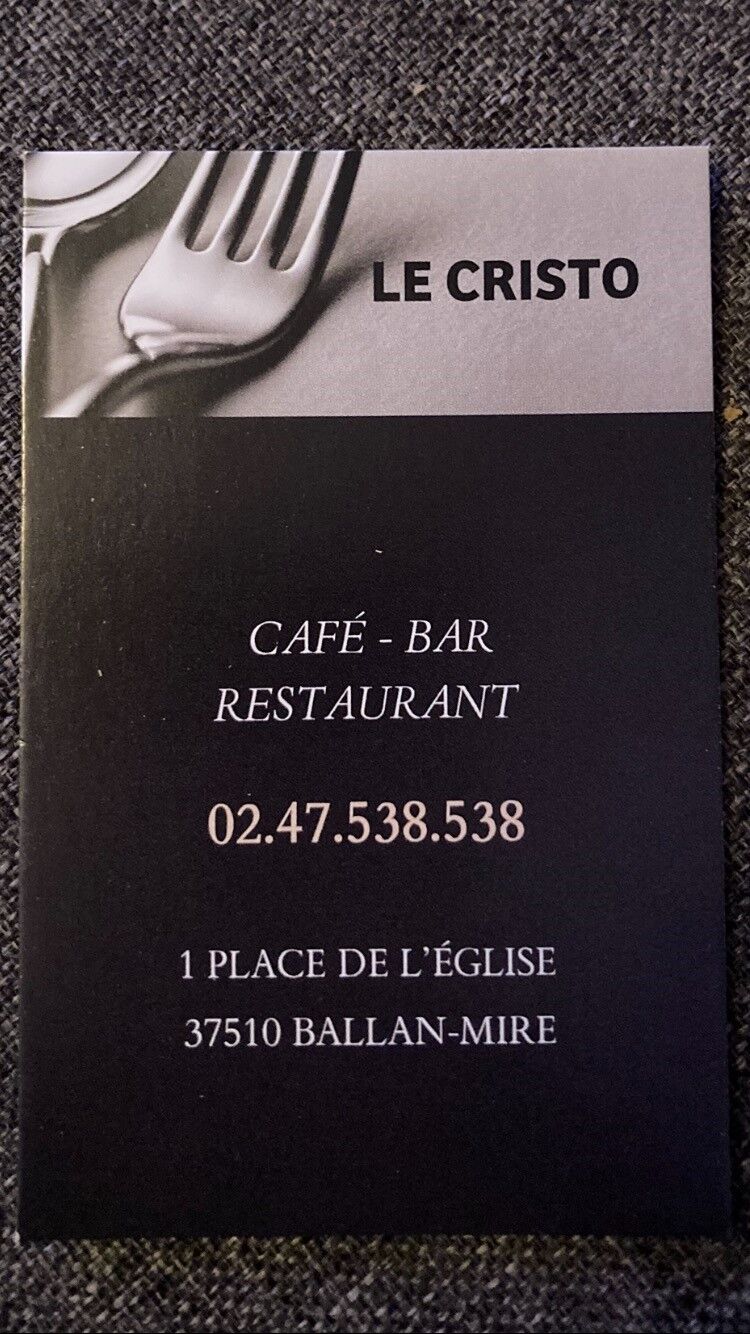 LE CRISTO
CAFÉ - BAR
RESTAURANT
02.47.538.538
1 PLACE DE L'ÉGLISE
37510 BALLAN-MIRE